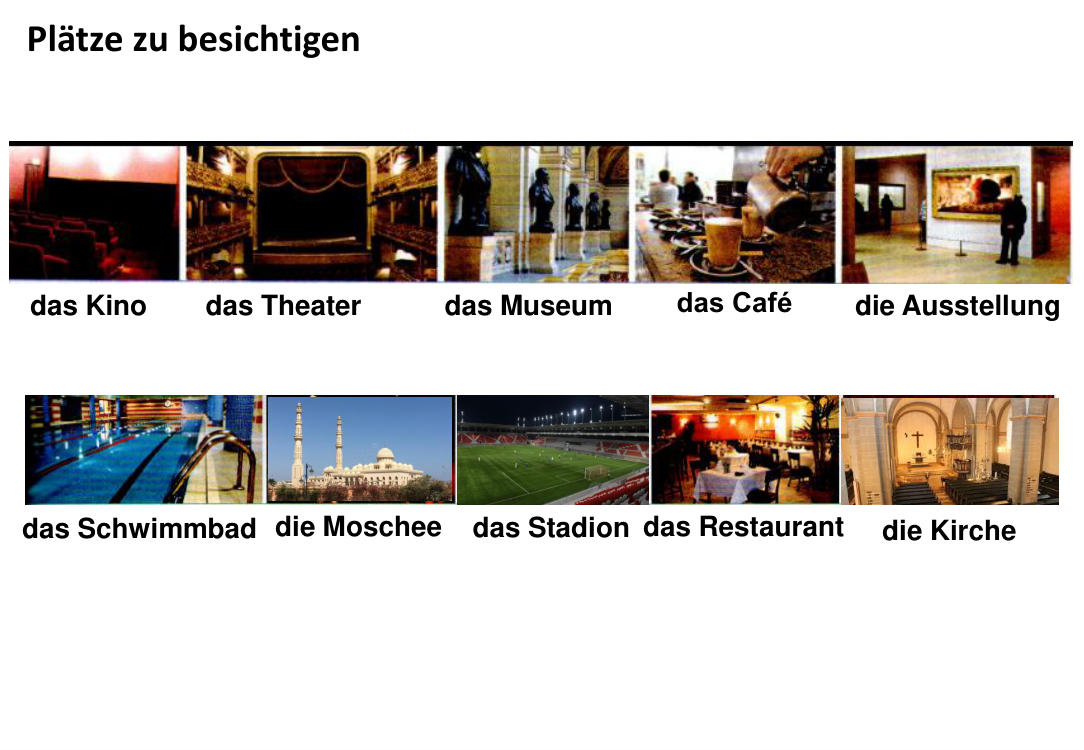 Plätze zu besichtigen
das Kino
das Theater
das Museum
das Café
die Ausstellung
das Schwimmbad
die Moschee
das Stadion
das Restaurant
die Kirche